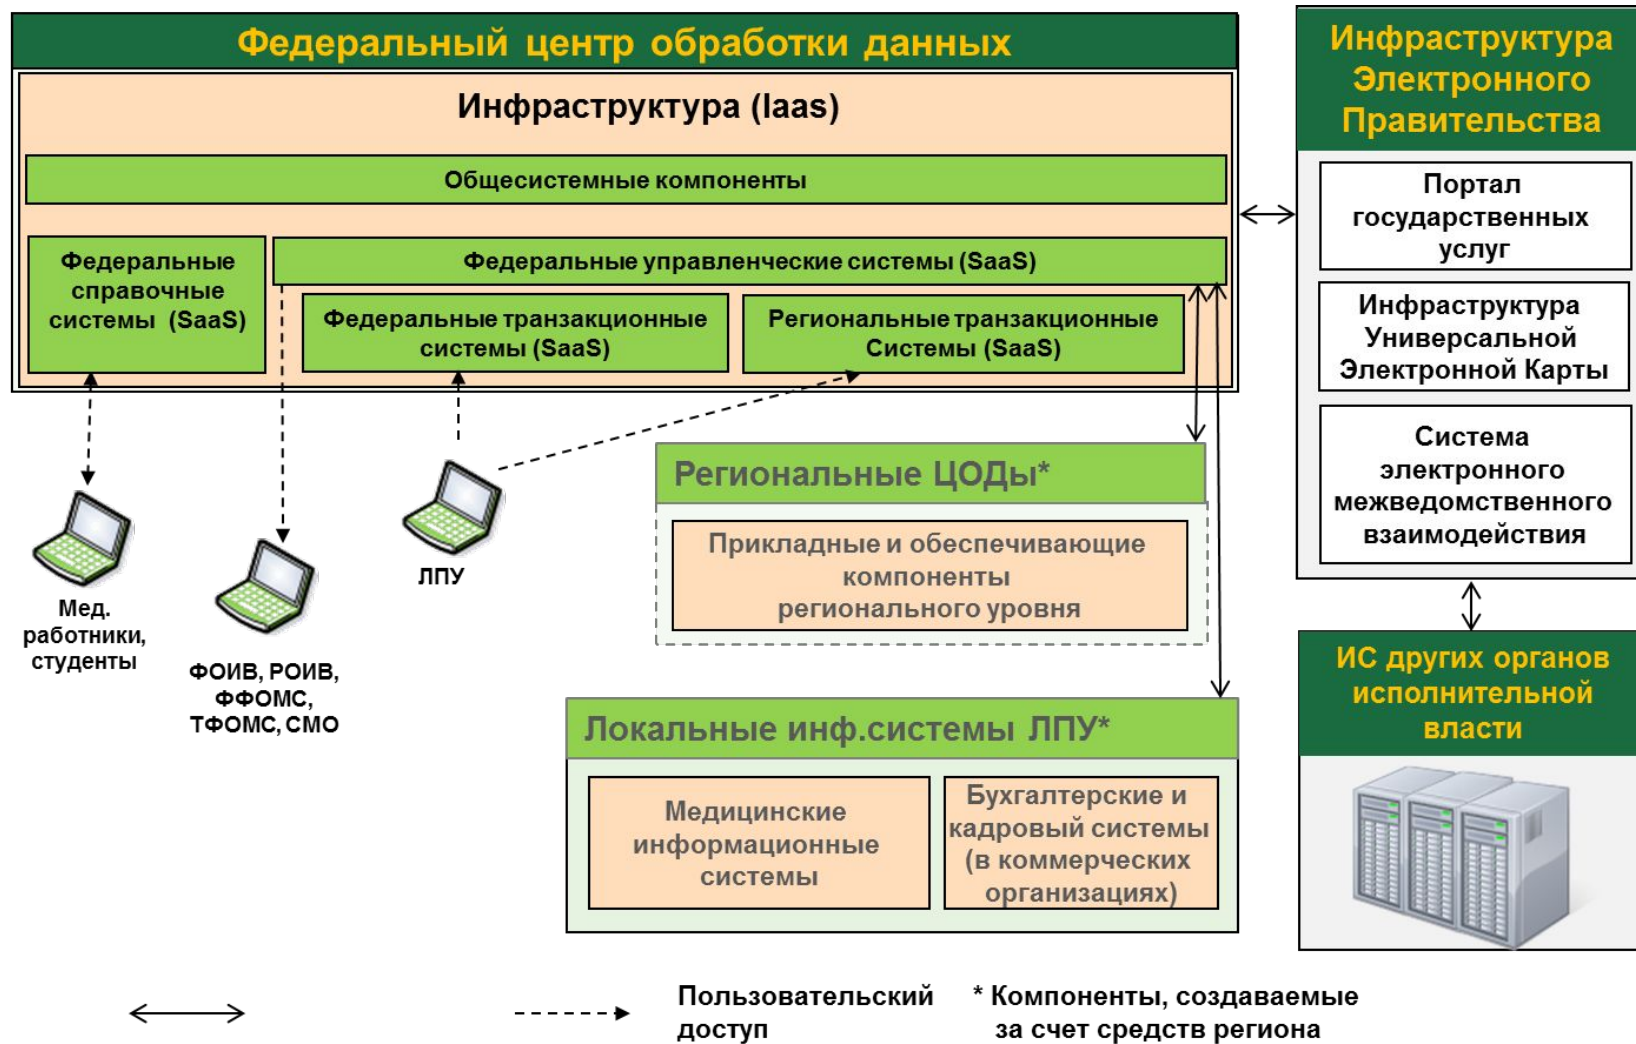 Федеральный центр обработки данных
Инфраструктура (Iaas)
Общесистемные компоненты
Федеральные
справочные
системы (SaaS)
Федеральные управленческие системы (SaaS)
Федеральные транзакционные
системы (SaaS)
Региональные транзакционные
Системы (SaaS)
Мед.
работники,
студенты
ФОИВ, РОИВ,
ФФОМС,
ТФОМС, СМО
ЛПУ
Региональные ЦОДы*
Прикладные и обеспечивающие
компоненты
регионального уровня
Локальные инф.системы ЛПУ*
Медицинские
информационные
системы
Бухгалтерские и
кадровый системы
(в коммерческих
организациях)
Инфраструктура
Электронного
Правительства
Портал
государственных
услуг
Инфраструктура
Универсальной
Электронной Карты
Система
электронного
межведомственного
взаимодействия
ИС других органов
исполнительной
власти
Пользовательский
доступ
* Компоненты, создаваемые
за счет средств региона